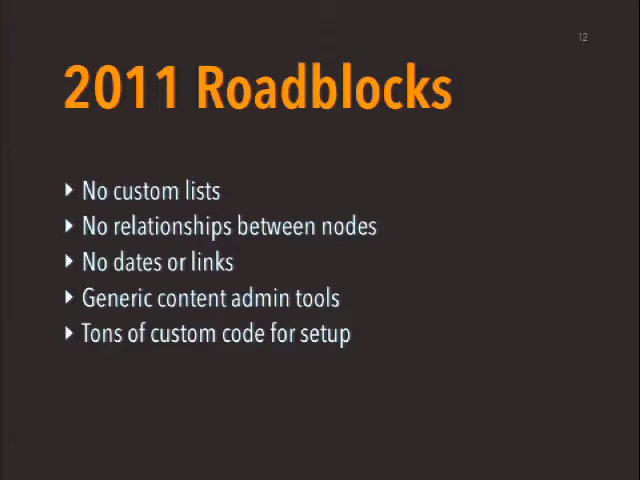 12
2011 Roadblocks
No custom lists
No relationships between nodes
No dates or links
Generic content admin tools
Tons of custom code for setup